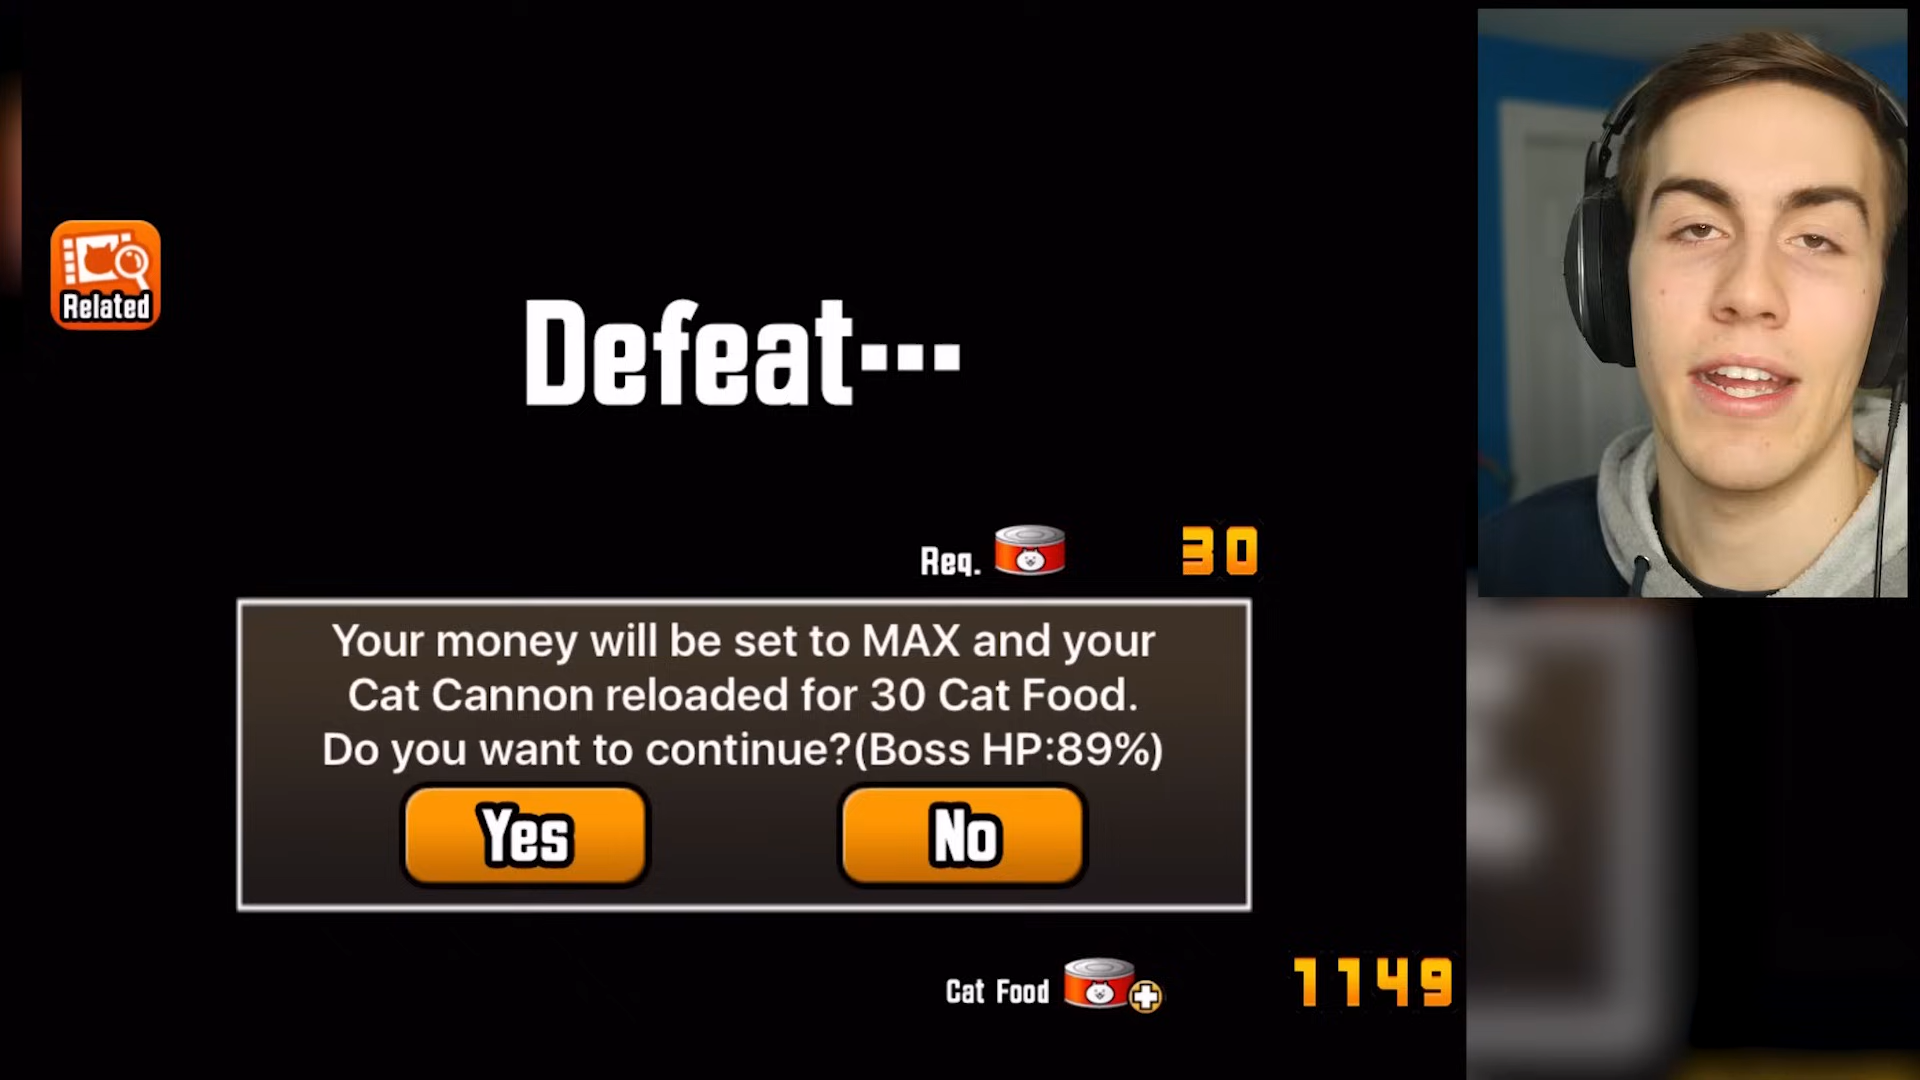 Related
Defeat...
Req. 30
Your money will be set to MAX and your
Cat Cannon reloaded for 30 Cat Food.
Do you want to continue?(Boss HP:89%)
Yes No
Cat Food 1149